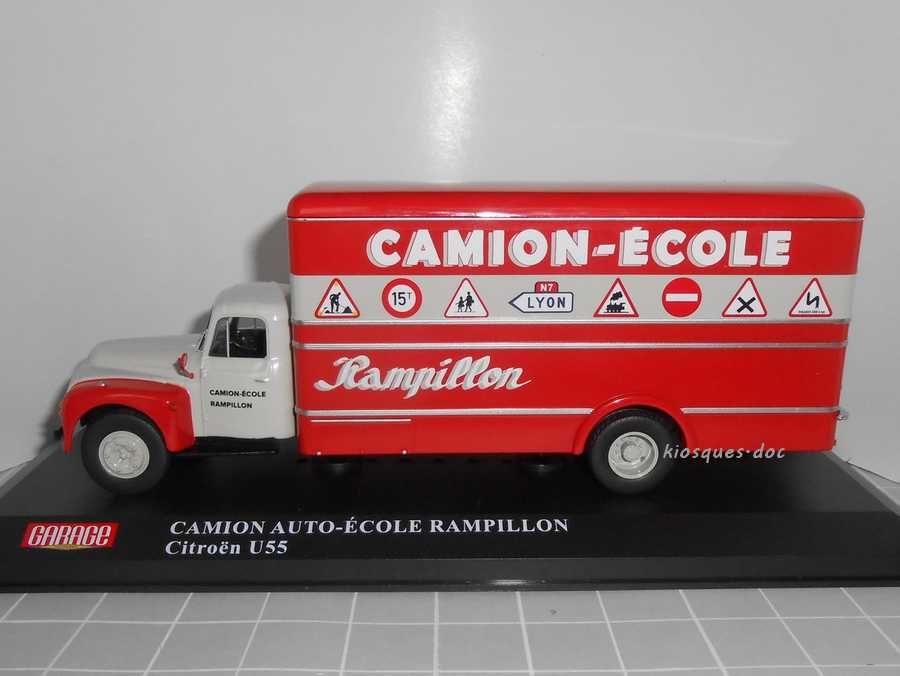 CAMION-ÉCOLE
15T
N7
LYON
Rampillon
CAMION-ÉCOLE
RAMPILLON
kiosques-doc
GARAGE
CAMION AUTO-ÉCOLE RAMPILLON
Citroën U55